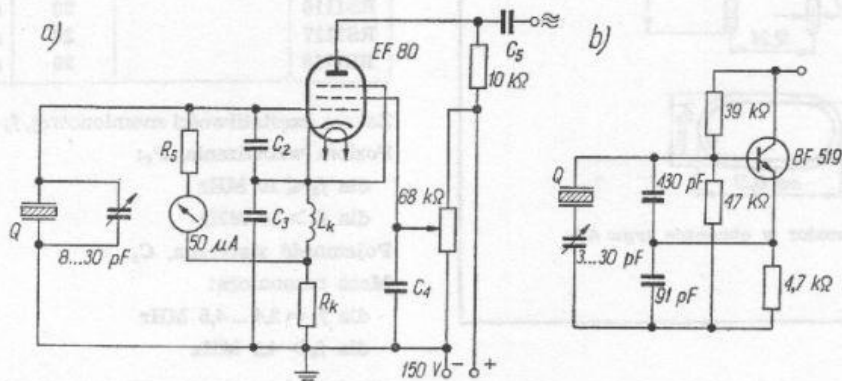 a)
EF 80
C5
10 kΩ
R5
C2
C3
Lk
68 kΩ
Q
8...30 pF
50 μA
Rk
C4
150 V
- +
b)
39 kΩ
BF 519
Q
430 pF
47 kΩ
3...30 pF
91 pF
4,7 kΩ